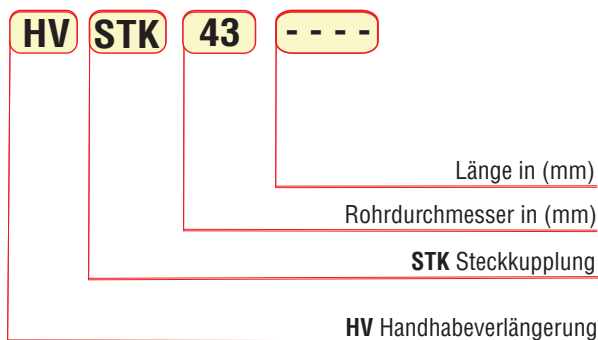 HV STK 43 - - - -
Länge in (mm)
Rohrdurchmesser in (mm)
STK Steckkupplung
HV Handhabeverlängerung